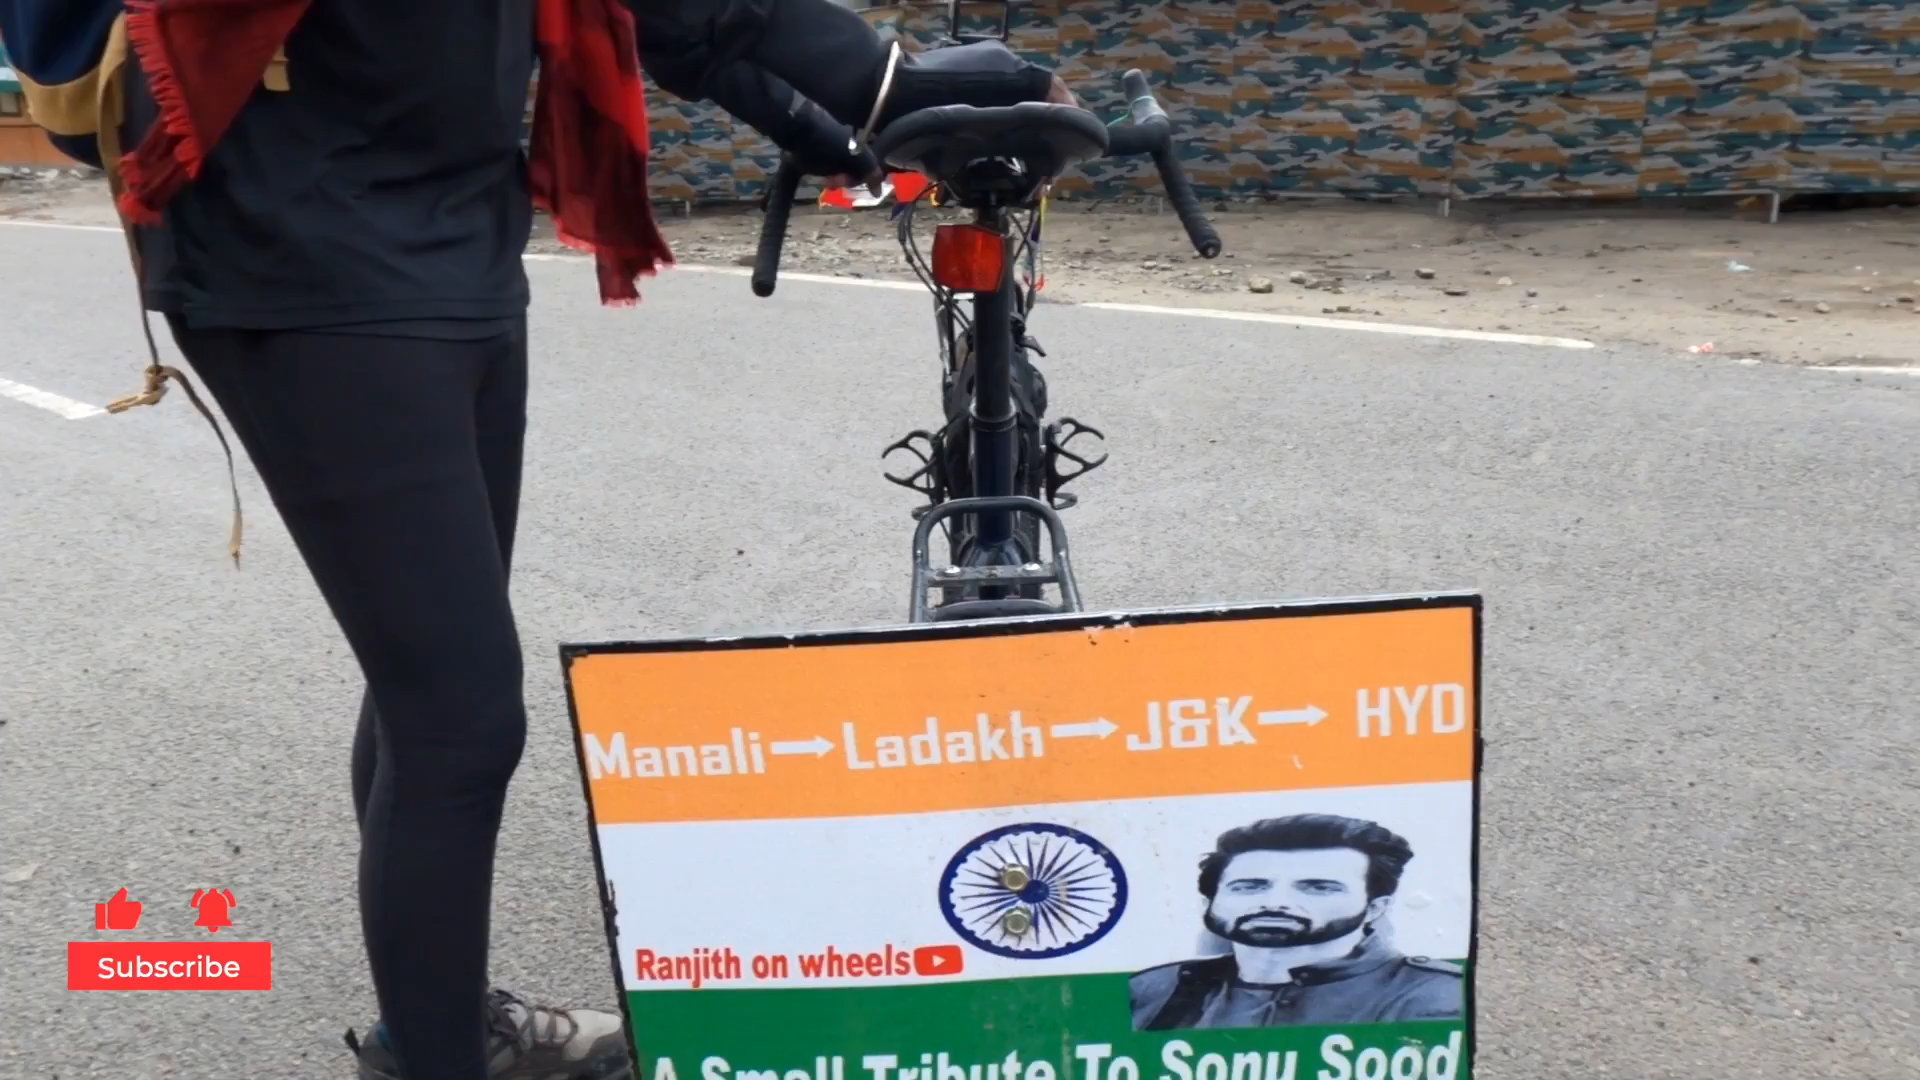 Manali→Ladakh→J&K→ HYD
Ranjith on wheels
A Small Tribute To Sonu Sood
Subscribe